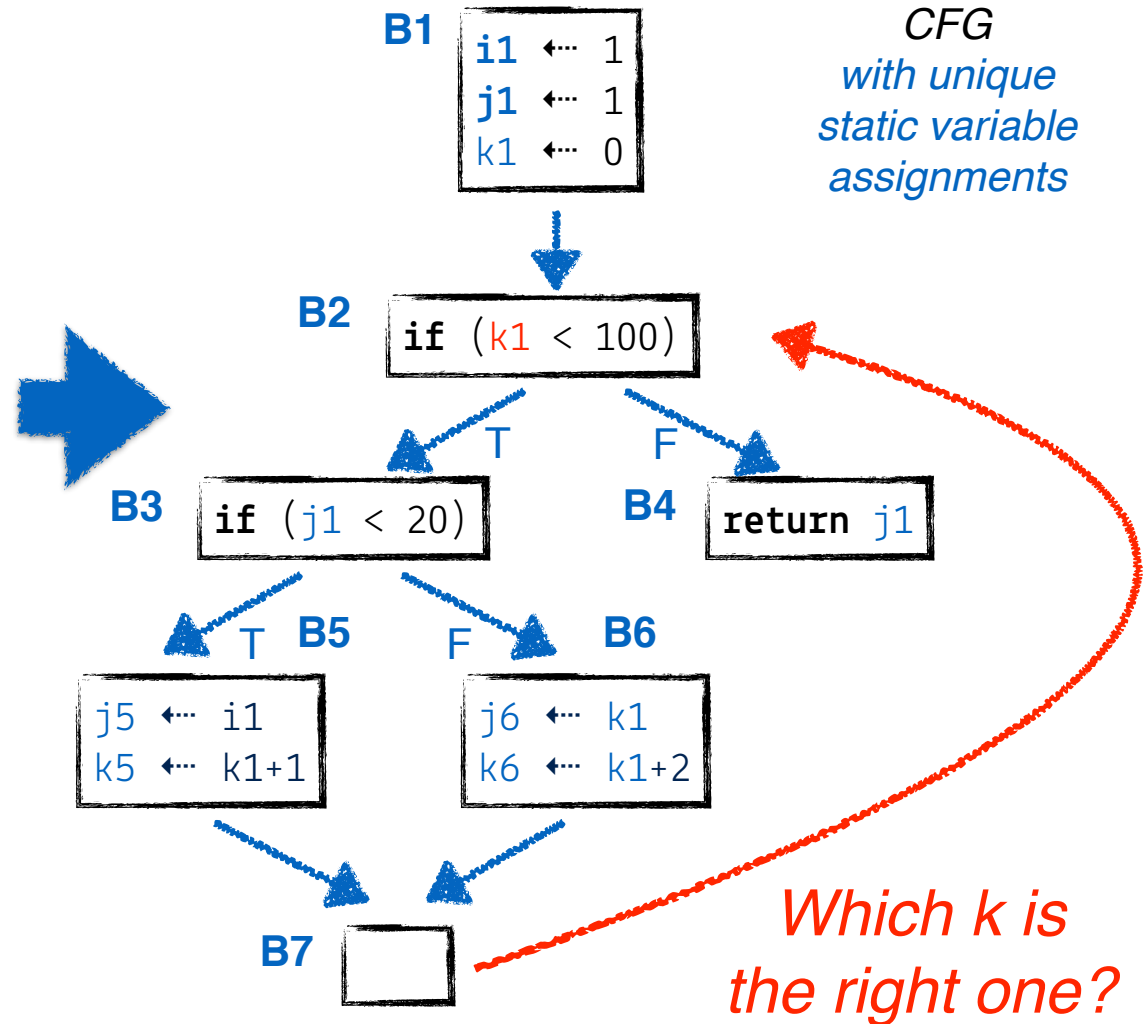 B1
i1 ⇠ 1
j1 ⇠ 1
k1 ⇠ 0
CFG
with unique
static variable
assignments
B2
if (k1 < 100)
T
F
B3
if (j1 < 20)
B4
return j1
T
B5
F
B6
j5 ⇠ i1
k5 ⇠ k1+1
j6 ⇠ k1
k6 ⇠ k1+2
B7
Which k is
the right one?